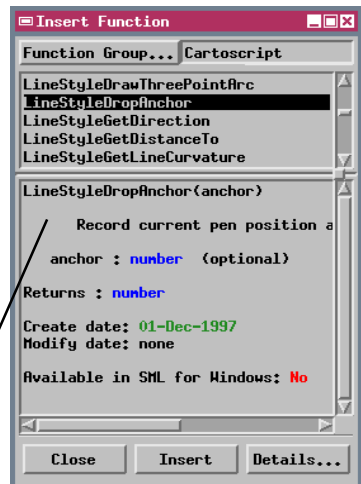 Insert Function
Function Group... Cartoscript
LineStyleDrawThreePointArc
LineStyleDropAnchor
LineStyleGetDirection
LineStyleGetDistanceTo
LineStyleGetLineCurvature
LineStyleDropAnchor(anchor)
Record current pen position a
anchor : number (optional)
Returns : number
Create date: 01-Dec-1997
Modify date: none
Available in SML for Windows: No
Close Insert Details...